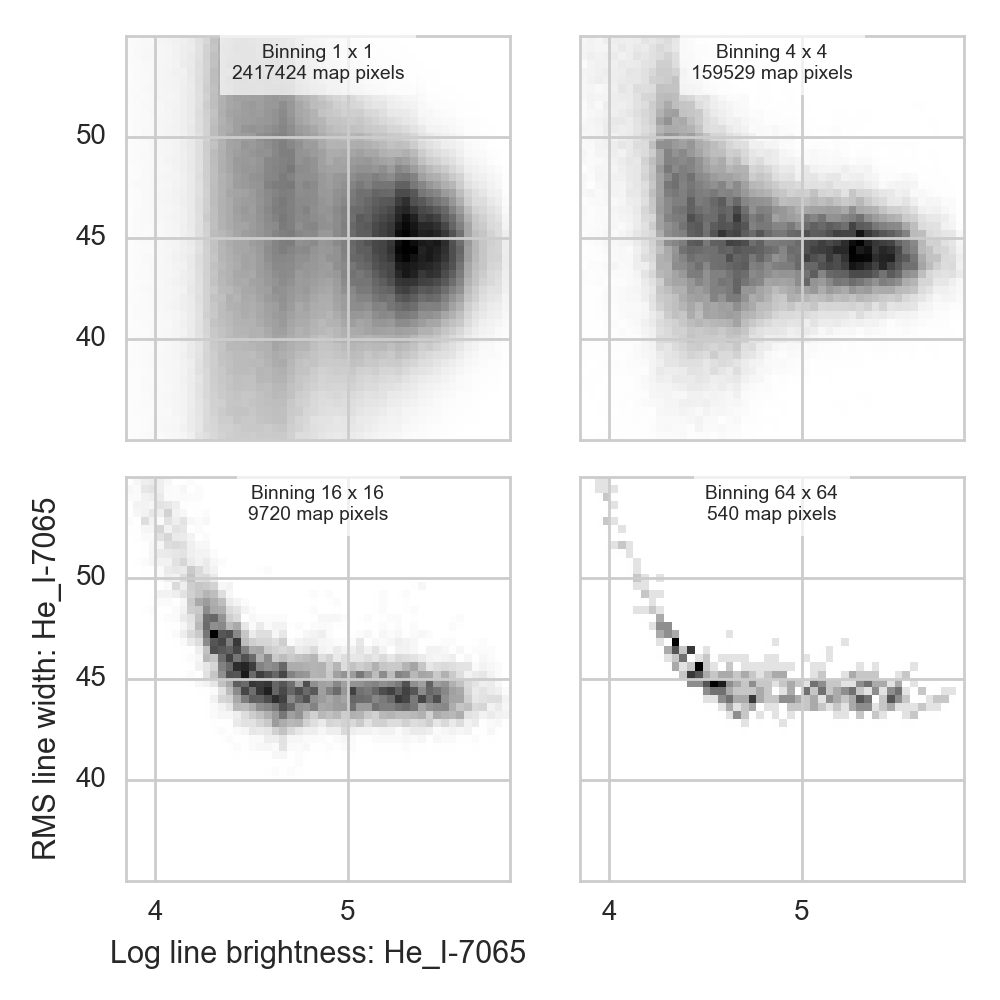 Binning 1 x 1
2417424 map pixels
Binning 4 x 4
159529 map pixels
50
45
40
Binning 16 x 16
9720 map pixels
Binning 64 x 64
540 map pixels
50
45
40
RMS line width: He_I-7065
4
5
4
5
Log line brightness: He_I-7065